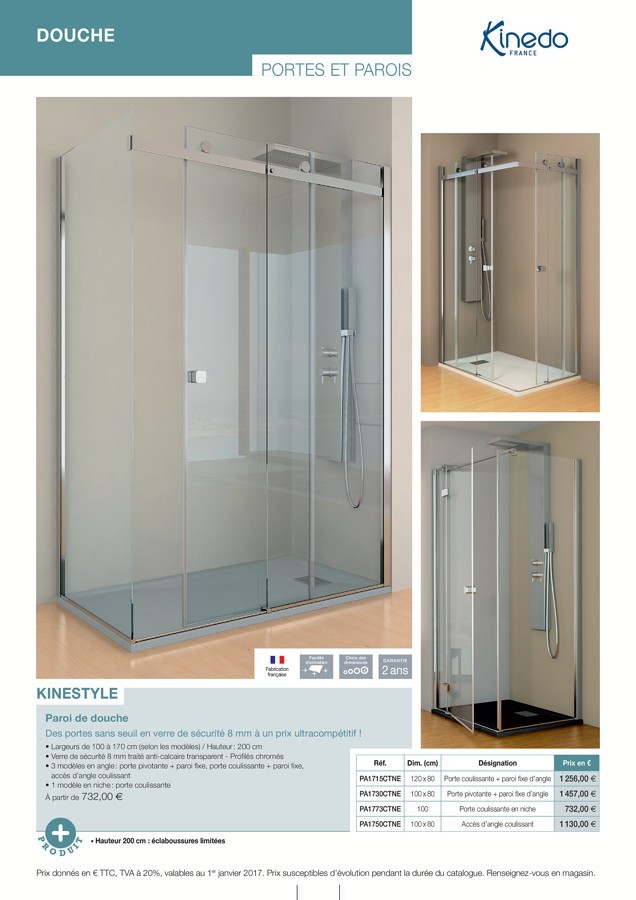 DOUCHE
Kinedo
FRANCE
PORTES ET PAROIS
Fabrication
française
Facilité
d'entretien
Choix des
dimensions
GARANTIE
2 ans
KINESTYLE
Paroi de douche
Des portes sans seuil en verre de sécurité 8 mm à un prix ultracompétitif !
• Largeurs de 100 à 170 cm (selon les modèles) / Hauteur : 200 cm
• Verre de sécurité 8 mm traité anti-calcaire transparent - Profilés chromés
• 3 modèles en angle : porte pivotante + paroi fixe, porte coulissante + paroi fixe,
accès d'angle coulissant
• 1 modèle en niche : porte coulissante
À partir de 732,00 €
Réf. Dim. (cm) Désignation Prix en €
PA1715CTNE 120 x 80 Porte coulissante + paroi fixe d'angle 1 256,00 €
PA1730CTNE 100 x 80 Porte pivotante + paroi fixe d'angle 1 457,00 €
PA1773CTNE 100 Porte coulissante en niche 732,00 €
PA1750CTNE 100 x 80 Accès d'angle coulissant 1 130,00 €
+ PRODUIT
• Hauteur 200 cm : éclaboussures limitées
Prix donnés en € TTC, TVA à 20%, valables au 1er janvier 2017. Prix susceptibles d'évolution pendant la durée du catalogue. Renseignez-vous en magasin.